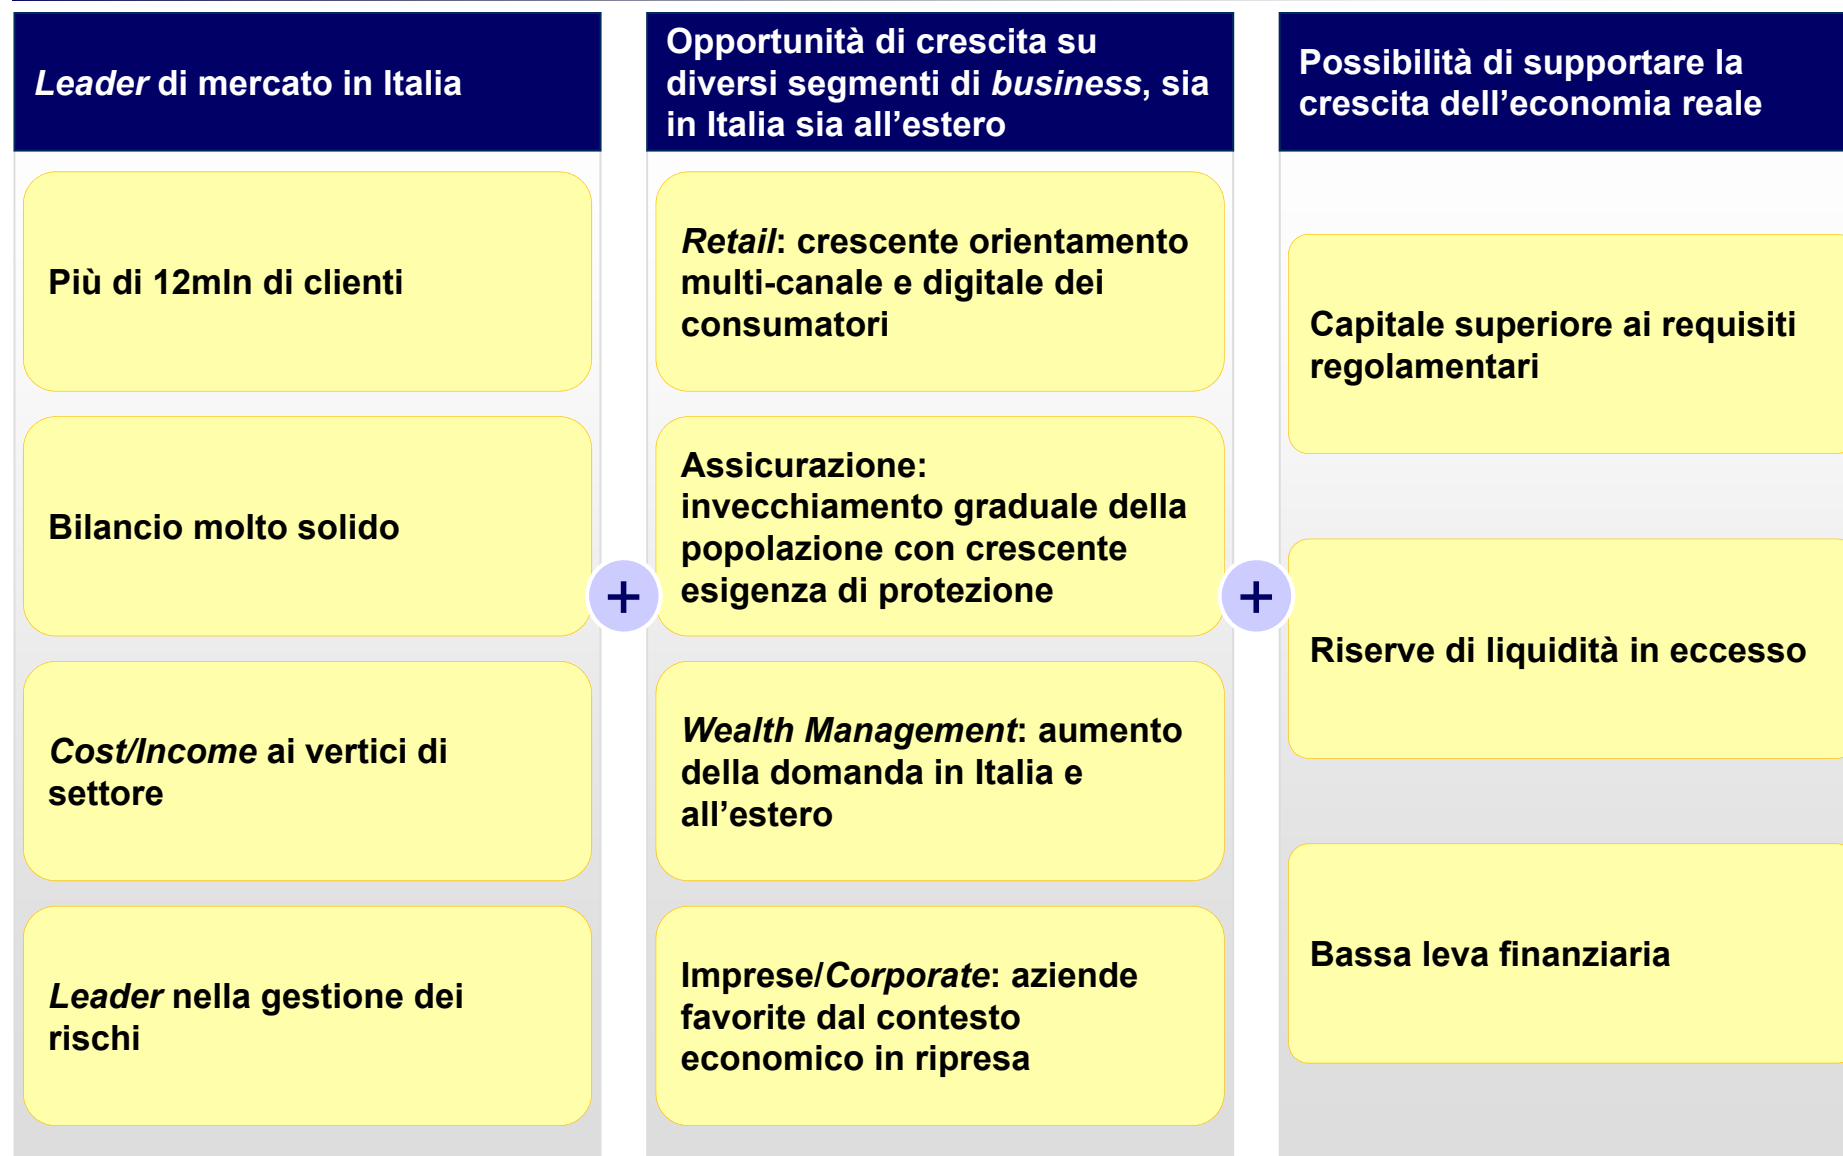 Leader di mercato in Italia
Più di 12mln di clienti
Bilancio molto solido
Cost/Income ai vertici di
settore
Leader nella gestione dei
rischi
+
Opportunità di crescita su
diversi segmenti di business, sia
in Italia sia all’estero
Retail: crescente orientamento
multi-canale e digitale dei
consumatori
Assicurazione:
invecchiamento graduale della
popolazione con crescente
esigenza di protezione
Wealth Management: aumento
della domanda in Italia e
all’estero
Imprese/Corporate: aziende
favorite dal contesto
economico in ripresa
+
Possibilità di supportare la
crescita dell’economia reale
Capitale superiore ai requisiti
regolamentari
Riserve di liquidità in eccesso
Bassa leva finanziaria